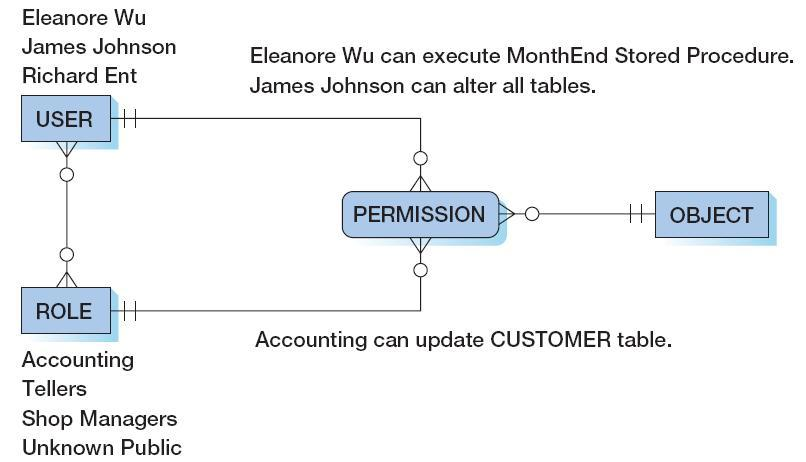 Eleanore Wu
James Johnson
Richard Ent
Eleanore Wu can execute MonthEnd Stored Procedure.
James Johnson can alter all tables.
USER
PERMISSION
OBJECT
ROLE
Accounting can update CUSTOMER table.
Accounting
Tellers
Shop Managers
Unknown Public